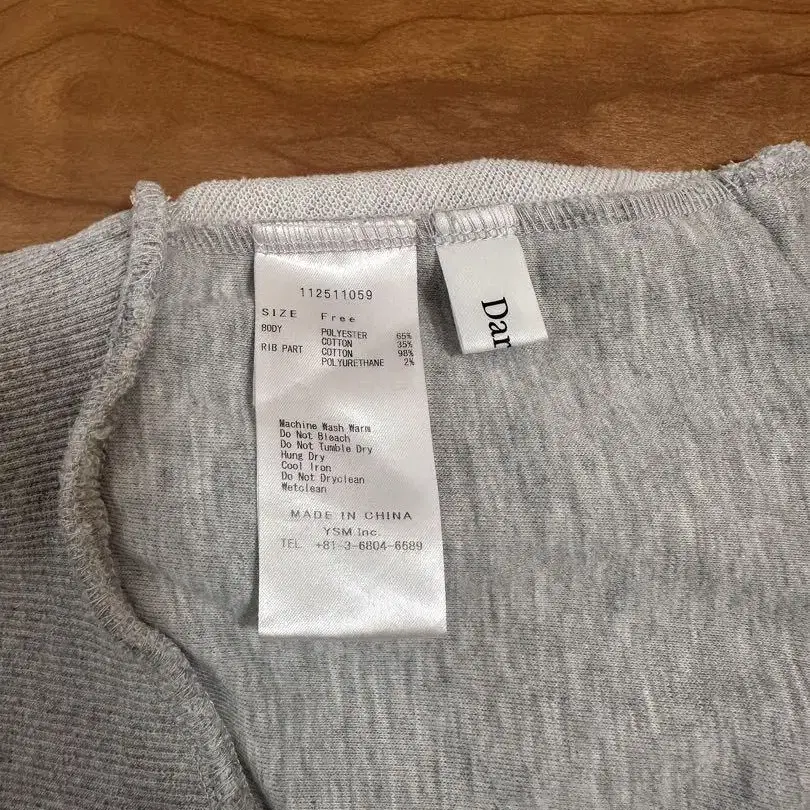 112511059
SIZE Free
BODY POLYESTER 65%
COTTON 35%
RIB PART COTTON 98%
POLYURETHANE 2%
Machine Wash Warm
Do Not Bleach
Do Not Tumble Dry
Hung Dry
Cool Iron
Do Not Dryclean
Wetclean
MADE IN CHINA
YSM Inc.
TEL +81-3-6804-6689
Dar